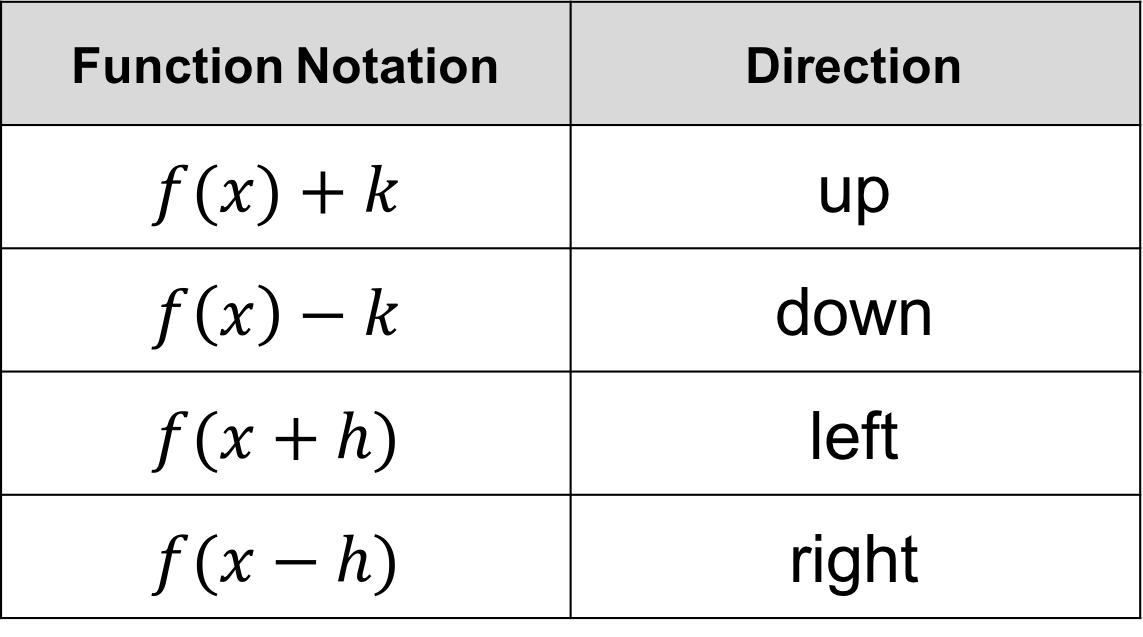 Function Notation Direction
f(x) + k up
f(x) − k down
f(x + h) left
f(x − h) right